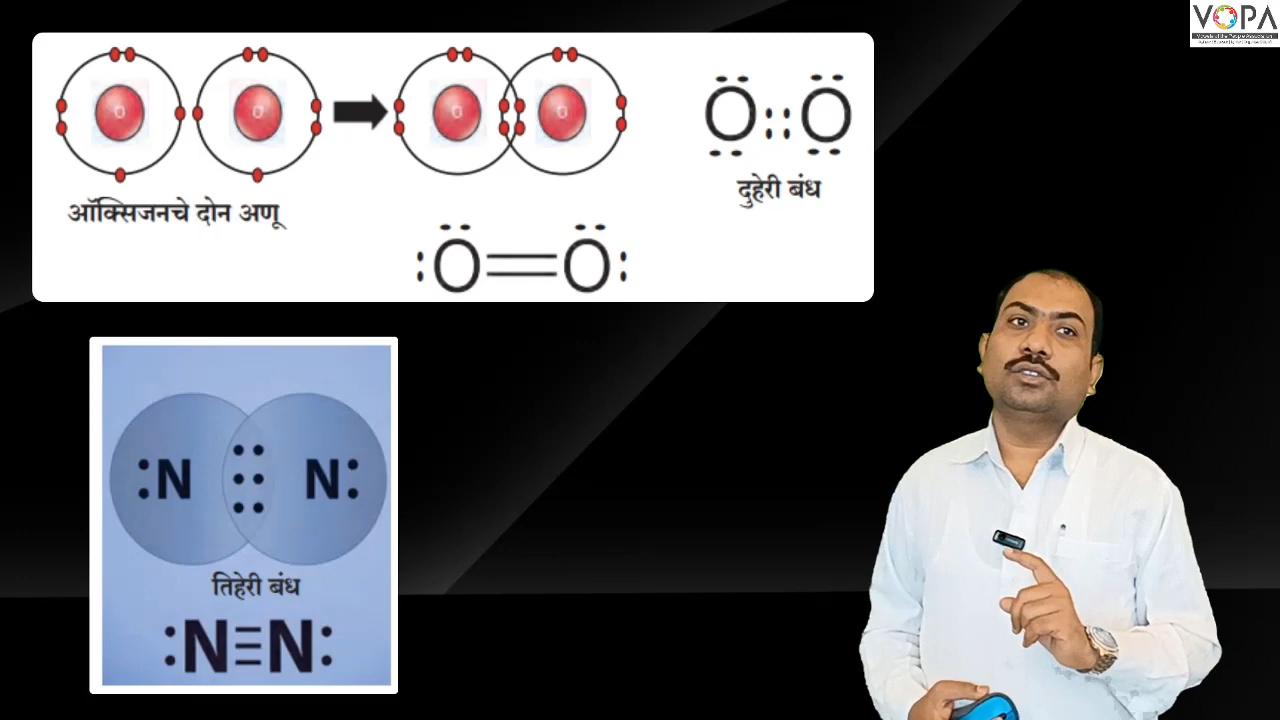 VOPA
O O O O
ऑक्सिजनचे दोन अणू
:Ö=Ö:
Ö::Ö
दुहेरी बंध
:N N:
तिहेरी बंध
:N≡N: